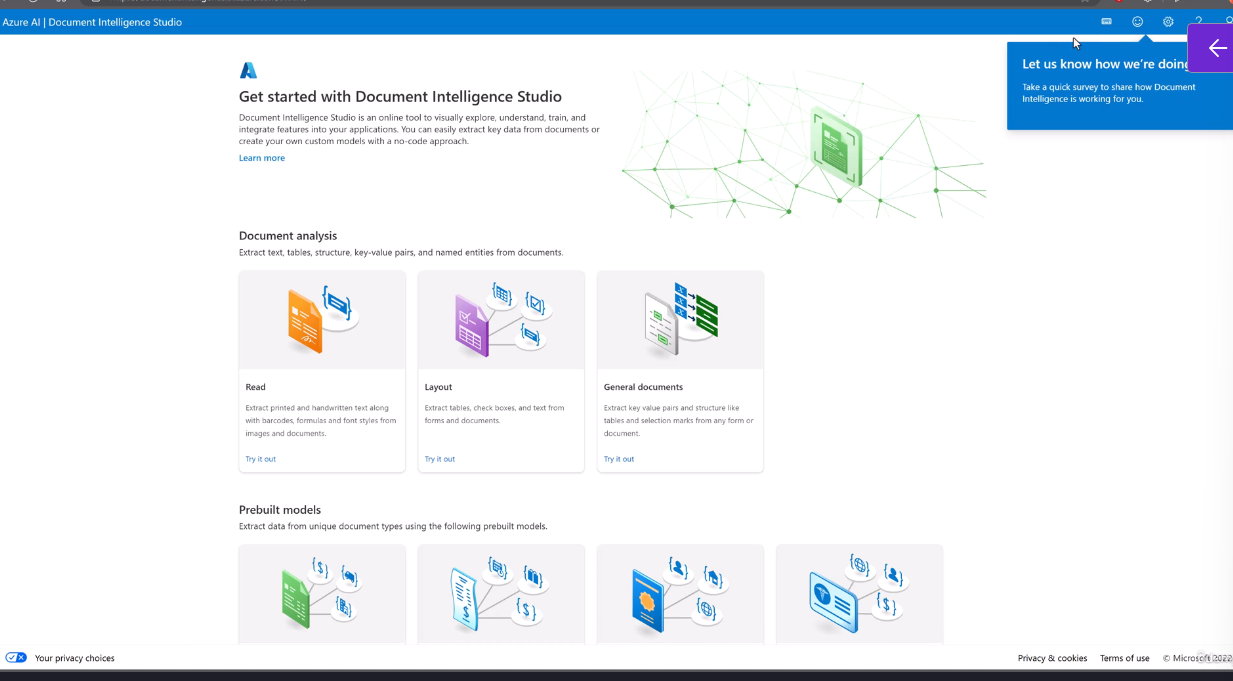 Azure AI | Document Intelligence Studio
Let us know how we're doing
Take a quick survey to share how Document
Intelligence is working for you.
Get started with Document Intelligence Studio
Document Intelligence Studio is an online tool to visually explore, understand, train, and
integrate features into your applications. You can easily extract key data from documents or
create your own custom models with a no-code approach.
Learn more
Document analysis
Extract text, tables, structure, key-value pairs, and named entities from documents.
Read
Extract printed and handwritten text along
with barcodes, formulas and font styles from
images and documents.
Try it out
Layout
Extract tables, check boxes, and text from
forms and documents.
Try it out
General documents
Extract key value pairs and structure like
tables and selection marks from any form or
document.
Try it out
Prebuilt models
Extract data from unique document types using the following prebuilt models.
Your privacy choices
Privacy & cookies
Terms of use
© Microsoft 2022